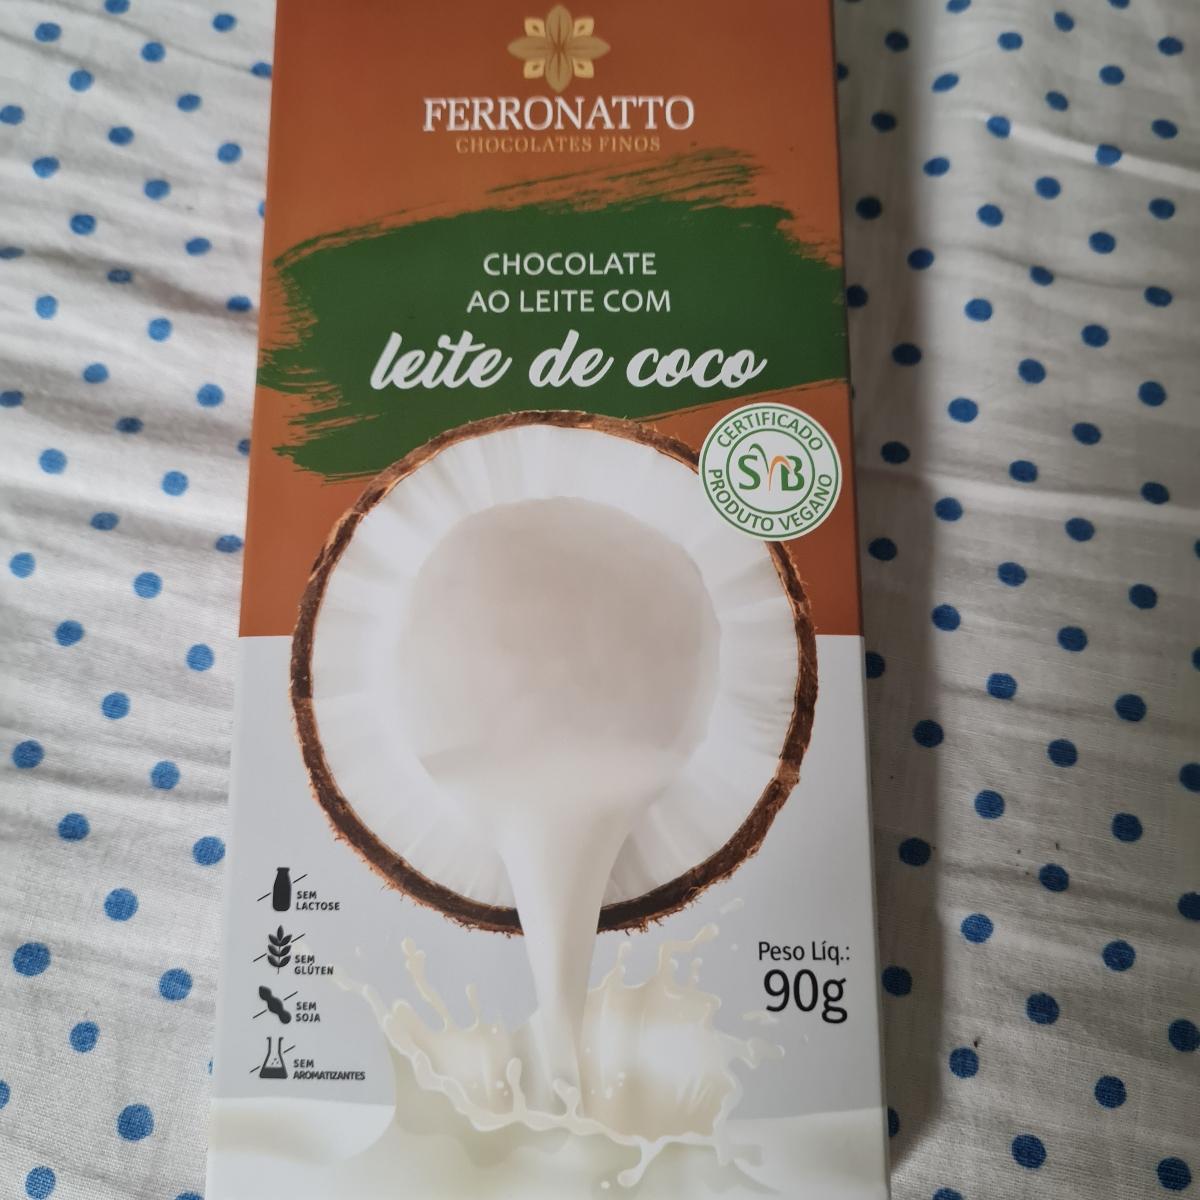 FERRONATTO
CHOCOLATES FINOS
CHOCOLATE
AO LEITE COM
leite de coco
CERTIFICADO
SVB
PRODUTO VEGANO
SEM
LACTOSE
SEM
GLÚTEN
SEM
SOJA
SEM
AROMATIZANTES
Peso Líq.:
90g